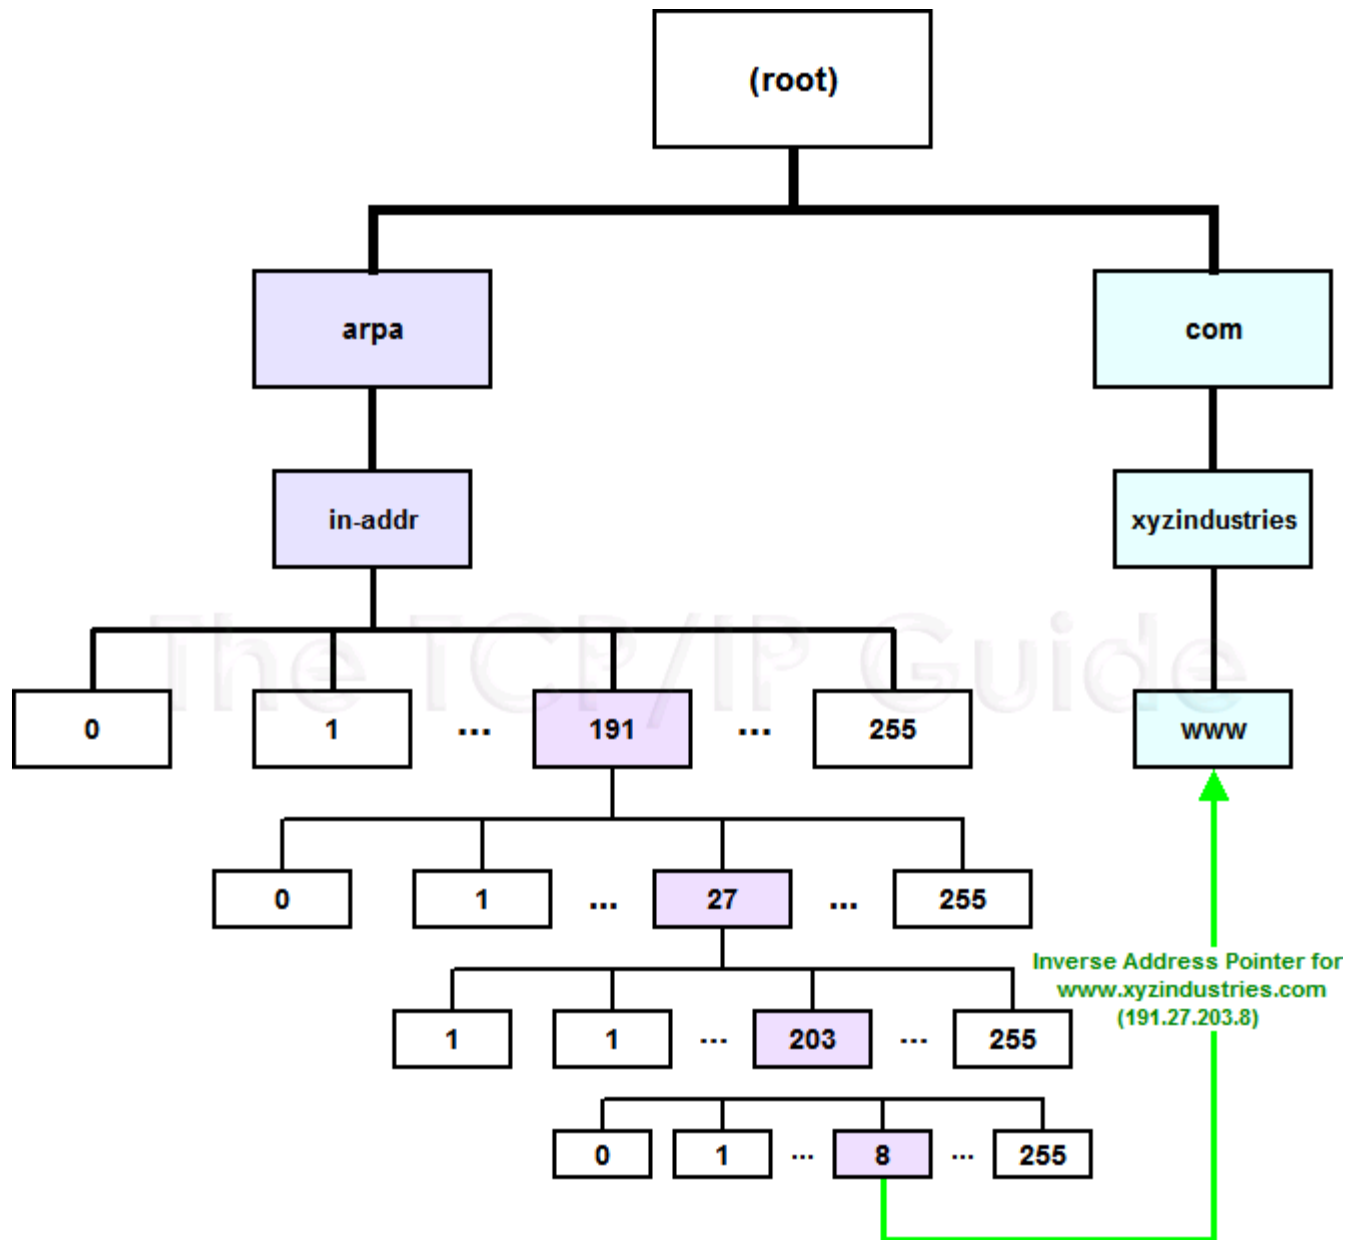 (root)
arpa
com
in-addr
xyzindustries
The TCP/IP Guide
0 1 ... 191 ... 255 www
0 1 ... 27 ... 255
Inverse Address Pointer for
www.xyzindustries.com
(191.27.203.8)
1 1 ... 203 ... 255
0 1 ... 8 ... 255